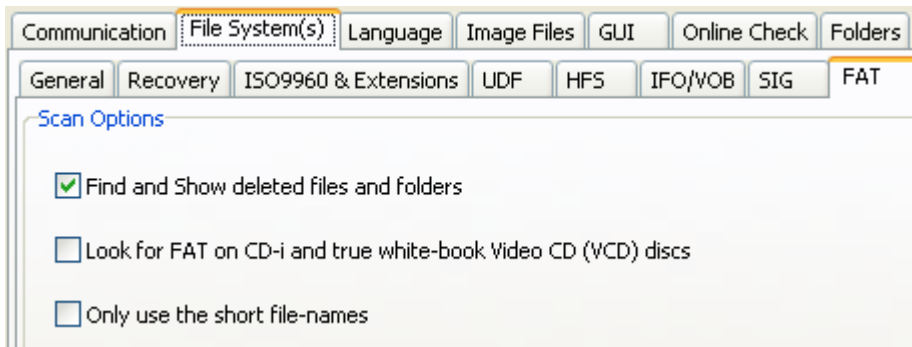 Communication File System(s) Language Image Files GUI Online Check Folders
General Recovery ISO9960 & Extensions UDF HFS IFO/VOB SIG FAT
Scan Options
Find and Show deleted files and folders
Look for FAT on CD-i and true white-book Video CD (VCD) discs
Only use the short file-names